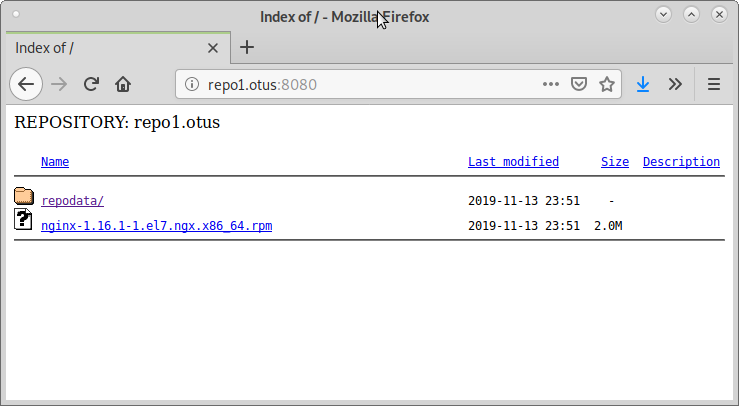 Index of / - Mozilla Firefox
Index of /
repo1.otus:8080
REPOSITORY: repo1.otus
Name Last modified Size Description
repodata/ 2019-11-13 23:51 -
nginx-1.16.1-1.el7.ngx.x86_64.rpm 2019-11-13 23:51 2.0M